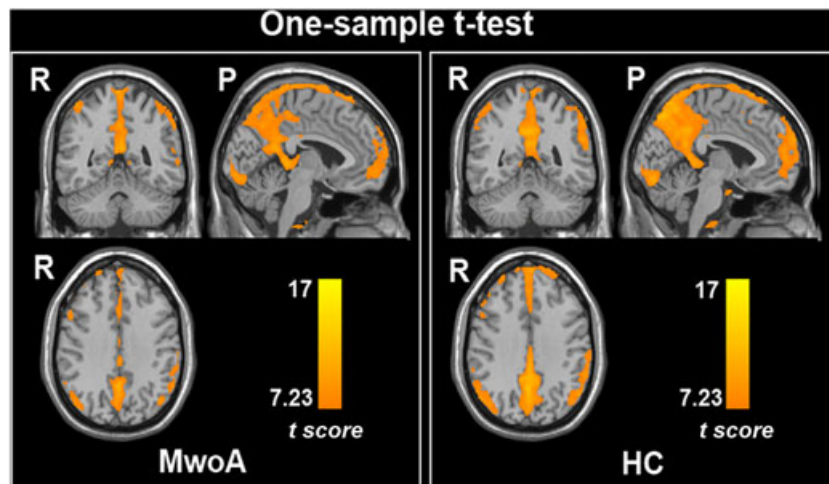 One-sample t-test
R P
R
17
7.23
t score
MwoA
R P
R
17
7.23
t score
HC